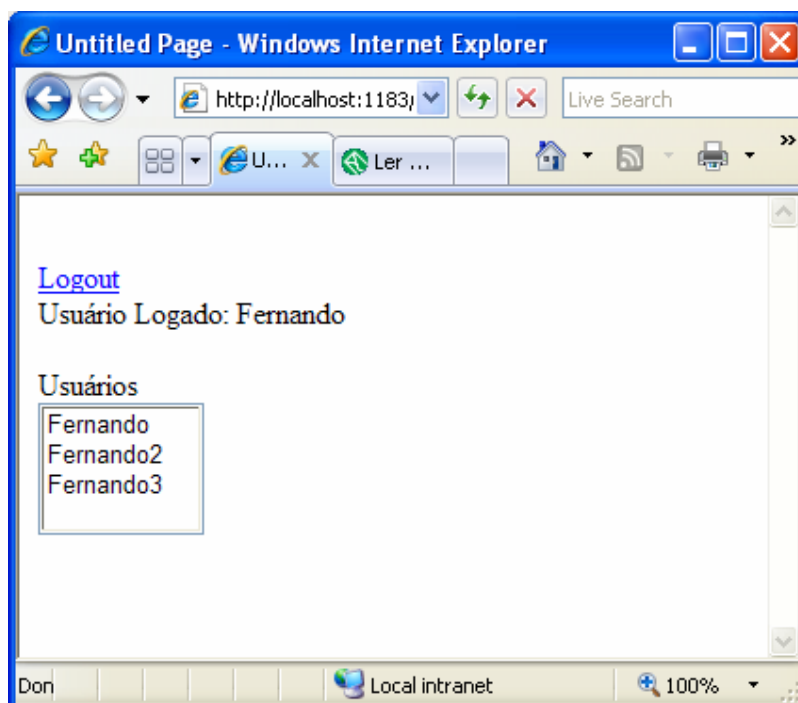 Untitled Page - Windows Internet Explorer
http://localhost:1183/
Live Search
U...
Ler ...
Logout
Usuário Logado: Fernando
Usuários
Fernando
Fernando2
Fernando3
Don
Local intranet
100%